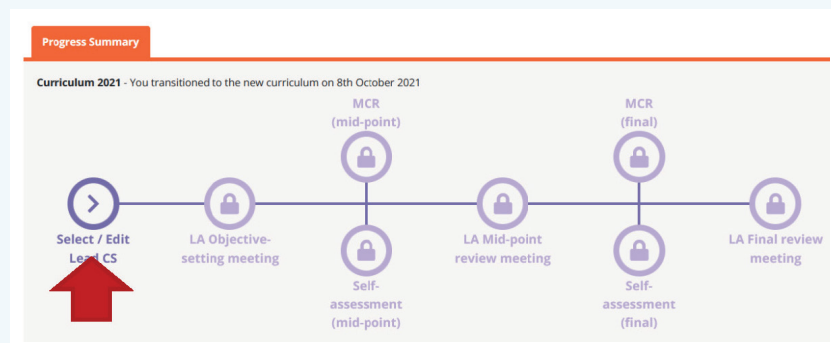 Progress Summary
Curriculum 2021 - You transitioned to the new curriculum on 8th October 2021
MCR
(mid-point)
MCR
(final)
Select / Edit
Lead CS
LA Objective-
setting meeting
LA Mid-point
review meeting
LA Final review
meeting
Self-
assessment
(mid-point)
Self-
assessment
(final)